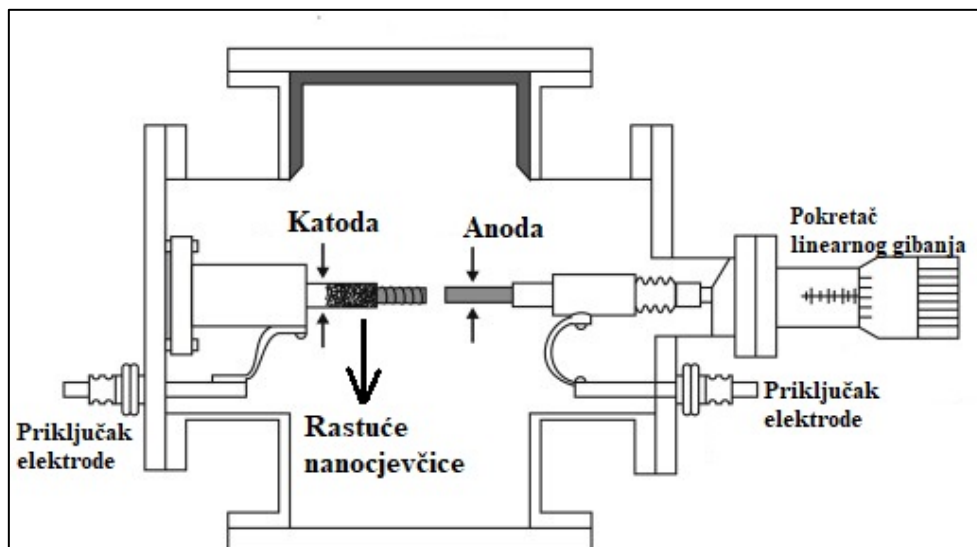 Katoda
Anoda
Pokretač
linearnog gibanja
Priključak
elektrode
Rastuće
nanocjevčice
Priključak
elektrode